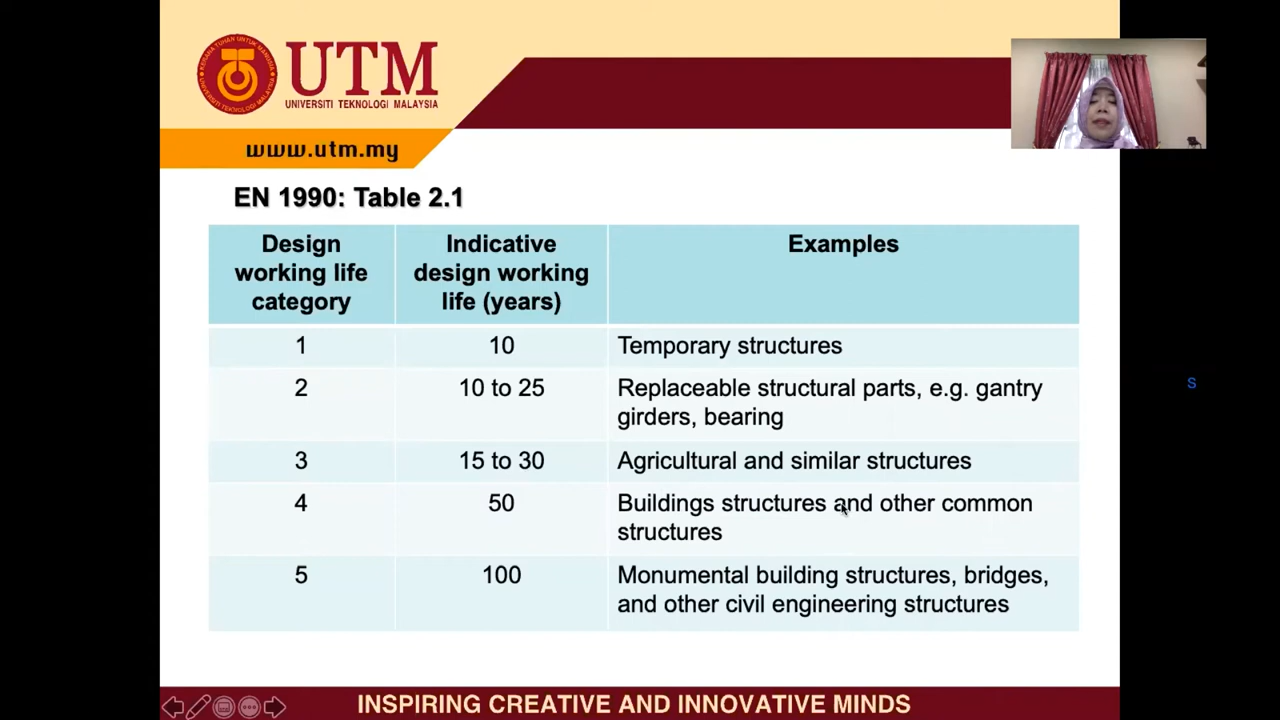 UTM
UNIVERSITI TEKNOLOGI MALAYSIA
www.utm.my
EN 1990: Table 2.1
Design working life category
Indicative design working life (years)
Examples
1
10
Temporary structures
2
10 to 25
Replaceable structural parts, e.g. gantry
girders, bearing
3
15 to 30
Agricultural and similar structures
4
50
Buildings structures and other common
structures
5
100
Monumental building structures, bridges,
and other civil engineering structures
S
INSPIRING CREATIVE AND INNOVATIVE MINDS